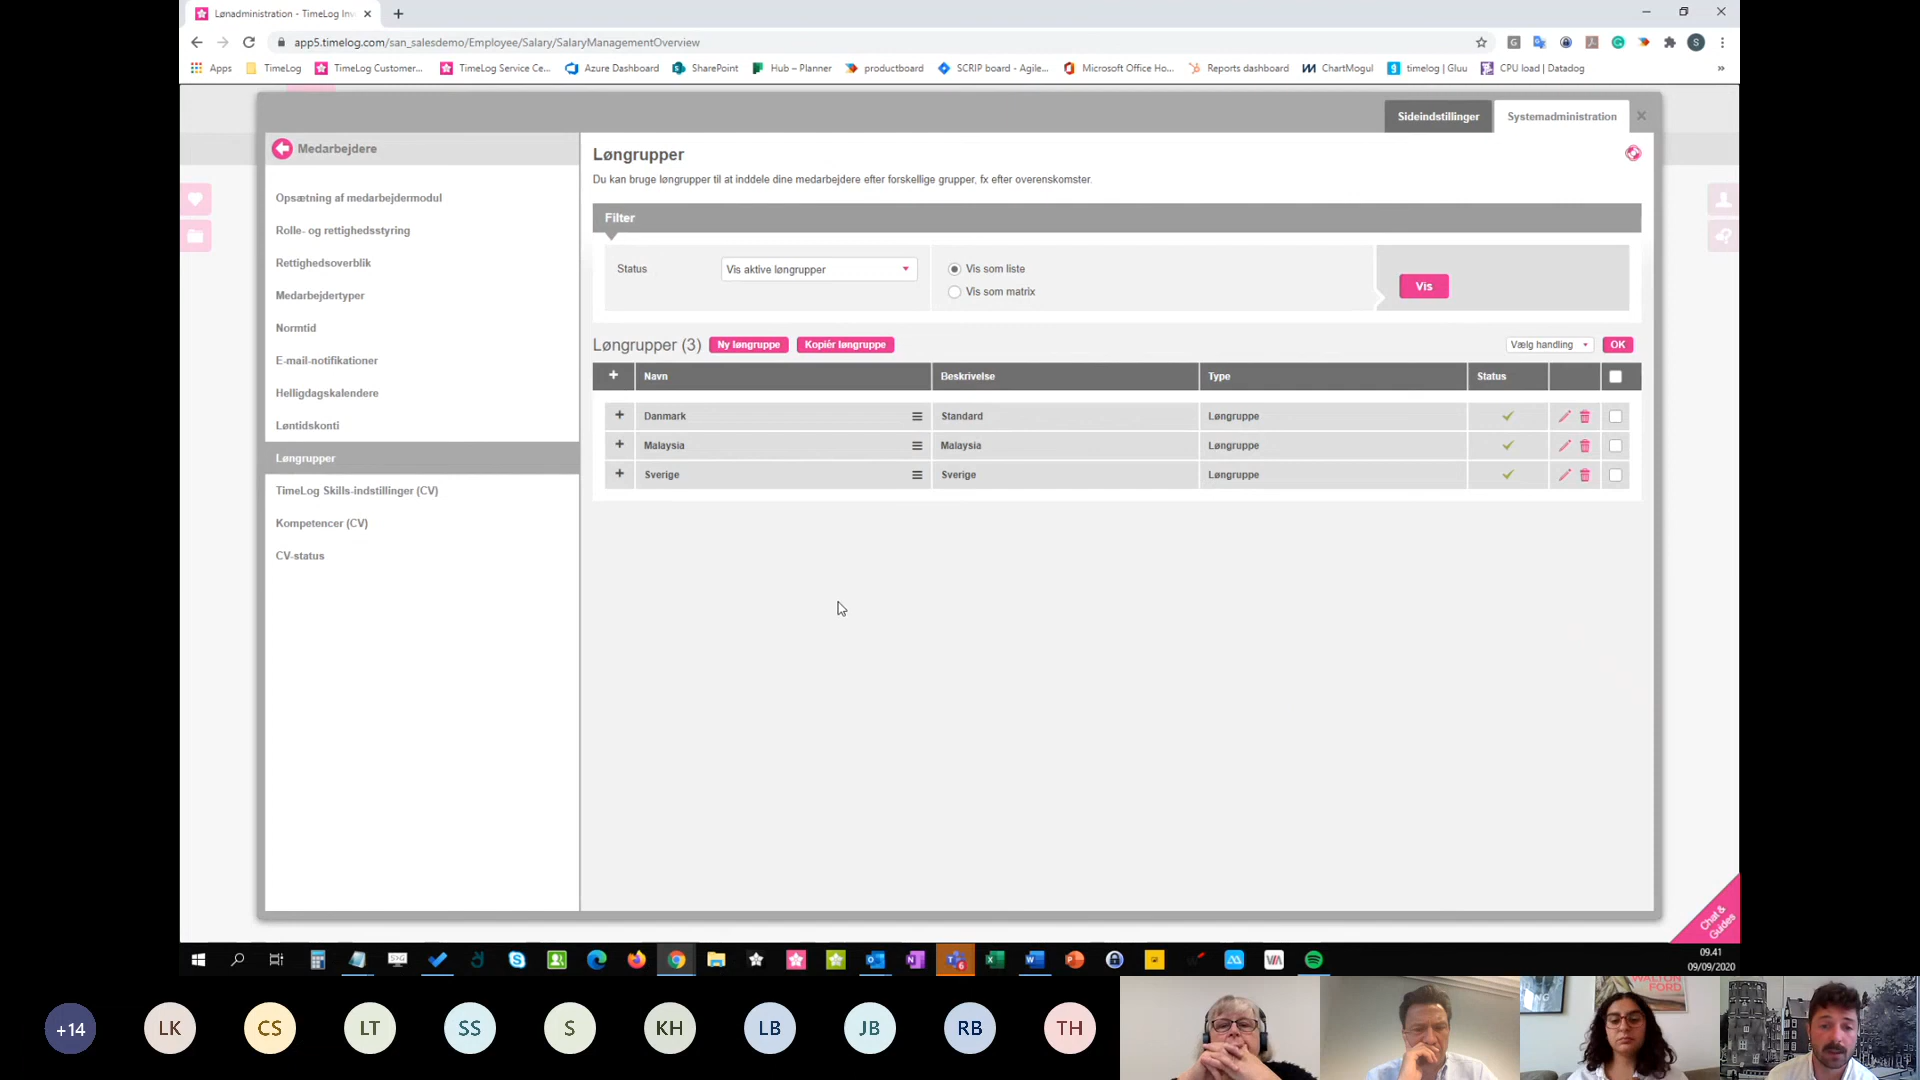 Lønadministration - TimeLog Inv
app5.timelog.com/san_salesdemo/Employee/Salary/SalaryManagementOverview
Apps
TimeLog
TimeLog Customer...
TimeLog Service Ce...
Azure Dashboard
SharePoint
Hub – Planner
productboard
SCRIP board - Agile...
Microsoft Office Ho...
Reports dashboard
ChartMogul
timelog | Gluu
CPU load | Datadog
Sideindstillinger
Systemadministration
Medarbejdere
Opsætning af medarbejdermodul
Rolle- og rettighedsstyring
Rettighedsoverblik
Medarbejdertyper
Normtid
E-mail-notifikationer
Helligdagskalendere
Løntidskonti
Løngrupper
TimeLog Skills-indstillinger (CV)
Kompetencer (CV)
CV-status
Løngrupper
Du kan bruge løngrupper til at inddele dine medarbejdere efter forskellige grupper, fx efter overenskomster.
Filter
Status
Vis aktive løngrupper
Vis som liste
Vis som matrix
Vis
Løngrupper (3)
Ny løngruppe
Kopiér løngruppe
Vælg handling
OK
Navn Beskrivelse Type Status
Danmark Standard Løngruppe
Malaysia Malaysia Løngruppe
Sverige Sverige Løngruppe
Chat &
Guides
09.41
09/09/2020
+14
LK
CS
LT
SS
S
KH
LB
JB
RB
TH
WALTON
FORD